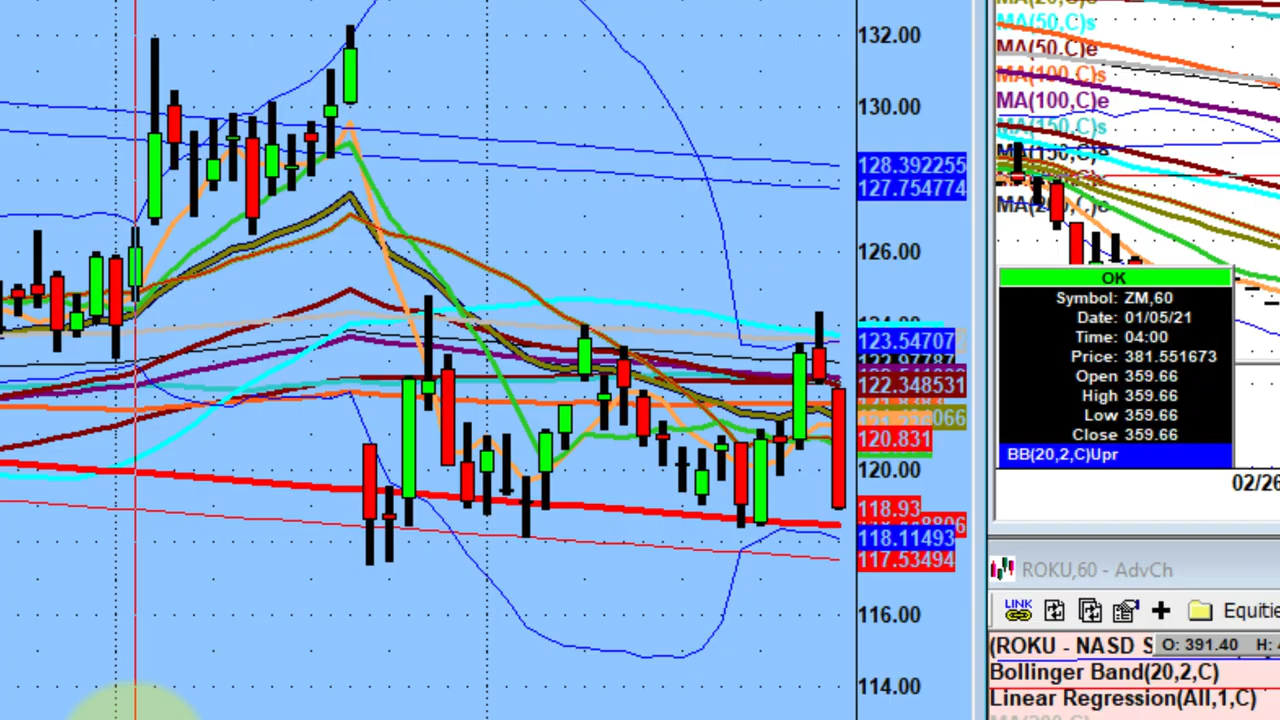 132.00
130.00
128.392255
127.754774
126.00
123.54707
122.348531
120.831
120.00
118.93
118.11493
117.53494
116.00
114.00
MA(50,C)s
MA(50,C)e
MA(100,C)s
MA(100,C)e
MA(150,C)s
MA(150,C)e
OK
Symbol: ZM,60
Date: 01/05/21
Time: 04:00
Price: 381.551673
Open 359.66
High 359.66
Low 359.66
Close 359.66
BB(20,2,C)Upr
02/26
ROKU,60 - AdvCh
LINK
Equitie
(ROKU - NASD S O: 391.40 H:
Bollinger Band(20,2,C)
Linear Regression(All,1,C)